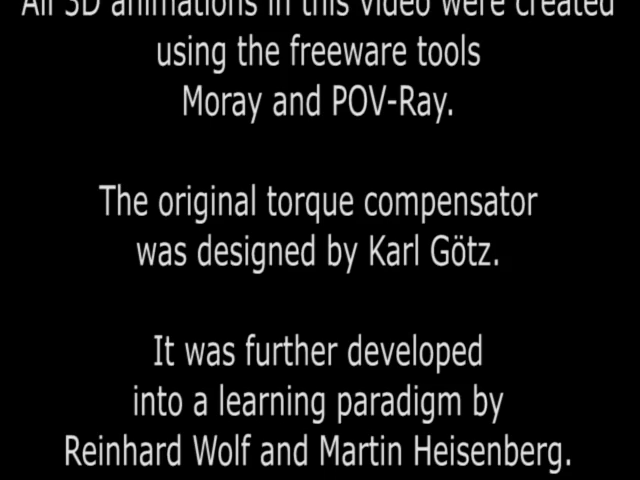 All 3D animations in this video were created
using the freeware tools
Moray and POV-Ray.
The original torque compensator
was designed by Karl Götz.
It was further developed
into a learning paradigm by
Reinhard Wolf and Martin Heisenberg.